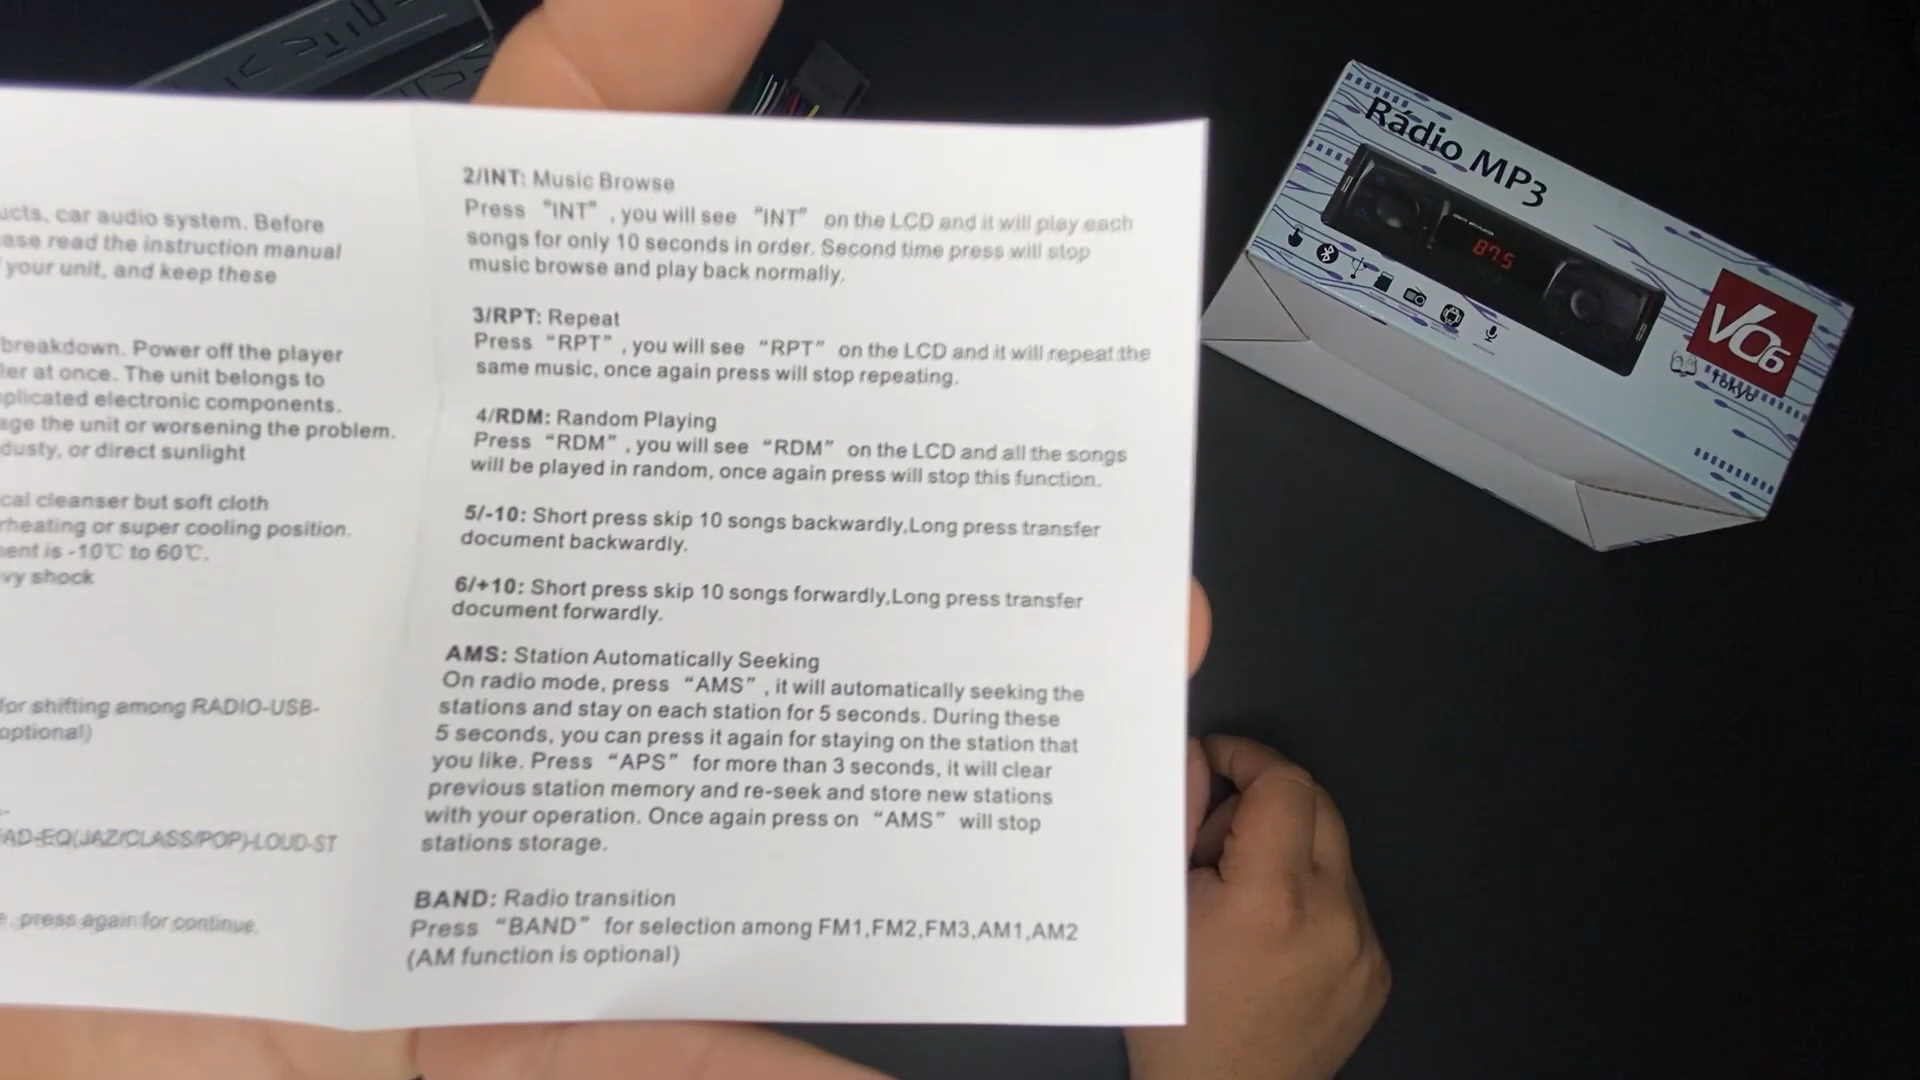 ucts, car audio system. Before
ase read the instruction manual
your unit, and keep these
breakdown. Power off the player
ler at once. The unit belongs to
plicated electronic components.
age the unit or worsening the problem.
dusty, or direct sunlight
cal cleanser but soft cloth
rheating or super cooling position.
ent is -10℃ to 60℃.
vy shock
for shifting among RADIO-USB-
optional)
AD-EQ(JAZ/CLASS/POP)-LOUD-ST
e, press again for continue.
2/INT: Music Browse
Press “INT” , you will see “INT” on the LCD and it will play each
songs for only 10 seconds in order. Second time press will stop
music browse and play back normally.
3/RPT: Repeat
Press “RPT” , you will see “RPT” on the LCD and it will repeat the
same music, once again press will stop repeating.
4/RDM: Random Playing
Press “RDM” , you will see “RDM” on the LCD and all the songs
will be played in random, once again press will stop this function.
5/-10: Short press skip 10 songs backwardly,Long press transfer
document backwardly.
6/+10: Short press skip 10 songs forwardly,Long press transfer
document forwardly.
AMS: Station Automatically Seeking
On radio mode, press “AMS” , it will automatically seeking the
stations and stay on each station for 5 seconds. During these
5 seconds, you can press it again for staying on the station that
you like. Press “APS” for more than 3 seconds, it will clear
previous station memory and re-seek and store new stations
with your operation. Once again press on “AMS” will stop
stations storage.
BAND: Radio transition
Press “BAND” for selection among FM1,FM2,FM3,AM1,AM2
(AM function is optional)
Rádio MP3
87.5
VO6
Tokyo